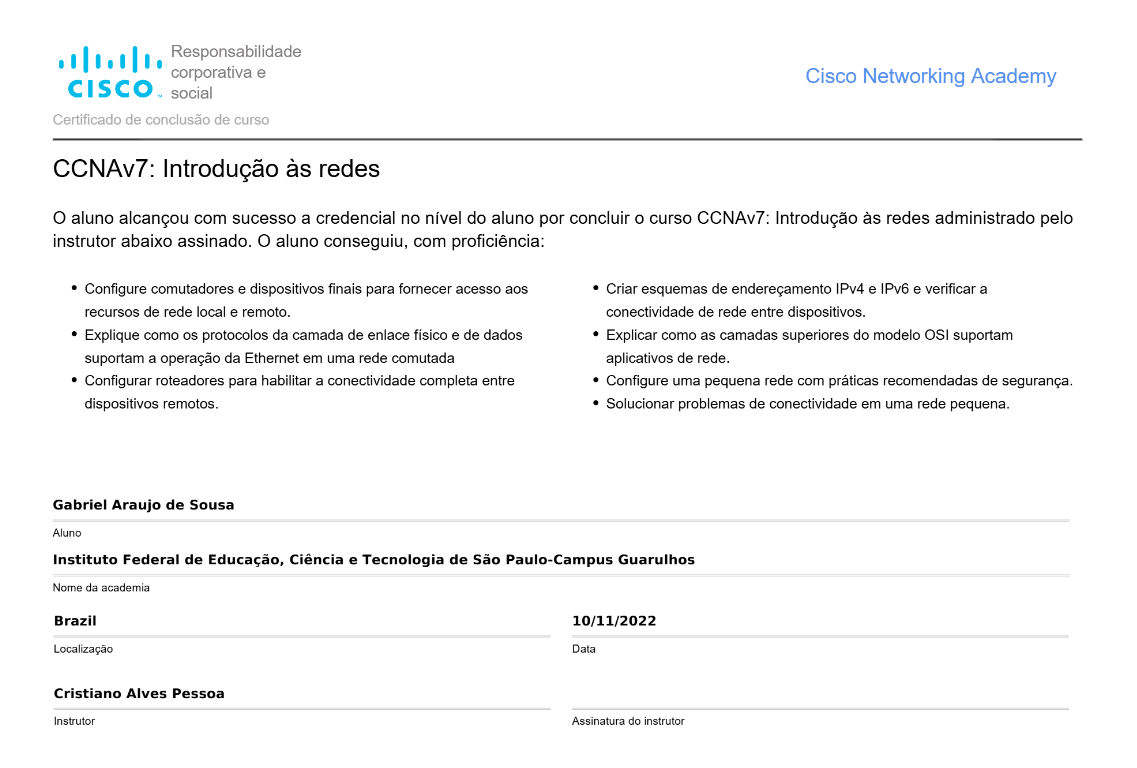 CISCO
Responsabilidade
corporativa e
social
Cisco Networking Academy
Certificado de conclusão de curso
CCNAv7: Introdução às redes
O aluno alcançou com sucesso a credencial no nível do aluno por concluir o curso CCNAv7: Introdução às redes administrado pelo
instrutor abaixo assinado. O aluno conseguiu, com proficiência:
• Configure comutadores e dispositivos finais para fornecer acesso aos
recursos de rede local e remoto.
• Explique como os protocolos da camada de enlace físico e de dados
suportam a operação da Ethernet em uma rede comutada
• Configurar roteadores para habilitar a conectividade completa entre
dispositivos remotos.
• Criar esquemas de endereçamento IPv4 e IPv6 e verificar a
conectividade de rede entre dispositivos.
• Explicar como as camadas superiores do modelo OSI suportam
aplicativos de rede.
• Configure uma pequena rede com práticas recomendadas de segurança.
• Solucionar problemas de conectividade em uma rede pequena.
Gabriel Araujo de Sousa
Aluno
Instituto Federal de Educação, Ciência e Tecnologia de São Paulo-Campus Guarulhos
Nome da academia
Brazil
Localização
10/11/2022
Data
Cristiano Alves Pessoa
Instrutor
Assinatura do instrutor